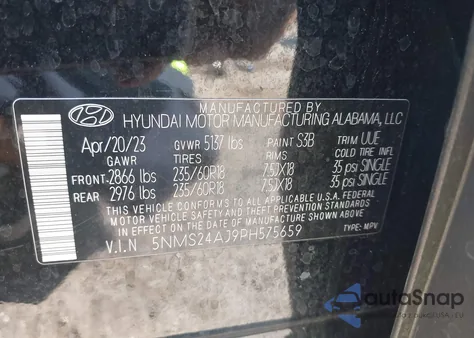 MANUFACTURED BY
HYUNDAI MOTOR MANUFACTURING ALABAMA, LLC
Apr/20/23 GVWR 5137 lbs PAINT S3B TRIM UUE
GAWR TIRES RIMS COLD TIRE INFL
FRONT 2866 lbs 235/60R18 7.5JX18 35 psi SINGLE
REAR 2976 lbs 235/60R18 7.5JX18 35 psi SINGLE
THIS VEHICLE CONFORMS TO ALL APPLICABLE U.S.A. FEDERAL
MOTOR VEHICLE SAFETY AND THEFT PREVENTION STANDARDS
IN EFFECT ON THE DATE OF MANUFACTURE SHOWN ABOVE.
V.I.N 5NMS24AJ9PH575659 TYPE: MPV
autoSnap